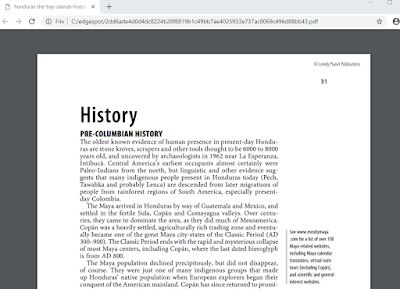 honduras-the-bay-islands-histo
File
C:/edgespot/2dd6ade4d0d4dc8224b28f8819b1c49bb7ae4025933e737ac8069c496d88bb43.pdf
© Lonely Planet Publications
31
History
PRE-COLUMBIAN HISTORY
The oldest known evidence of human presence in present-day Hondu-
ras are stone knives, scrapers and other tools thought to be 6000 to 8000
years old, and uncovered by archaeologists in 1962 near La Esperanza,
Intibucá. Central America's earliest occupants almost certainly were
Paleo-Indians from the north, but linguistic and other evidence sug-
gests that many indigenous people present in Honduras today (Pech,
Tawahka and probably Lenca) are descended from later migrations of
people from rainforest regions of South America, especially present-
day Colombia.
The Maya arrived in Honduras by way of Guatemala and Mexico, and
settled in the fertile Sula, Copán and Comayagua valleys. Over centu-
ries, they came to dominate the area, as they did much of Mesoamerica.
Copán was a heavily settled, agriculturally rich trading zone and eventu-
ally became one of the great Maya city-states of the Classic Period (AD
300–900). The Classic Period ends with the rapid and mysterious collapse
of most Maya centers, including Copán, where the last dated hieroglyph
is from AD 800.
The Maya population declined precipitously, but did not disappear,
of course. They were just one of many indigenous groups that made
up Honduras' native population when European explorers began their
conquest of the American mainland. Copán has since returned to promi-
See www.mostlymaya
.com for a list of over 100
Maya-related websites,
including Maya calendar
translators, virtual ruins
tours (including Copán),
and scientific and general-
interest websites.